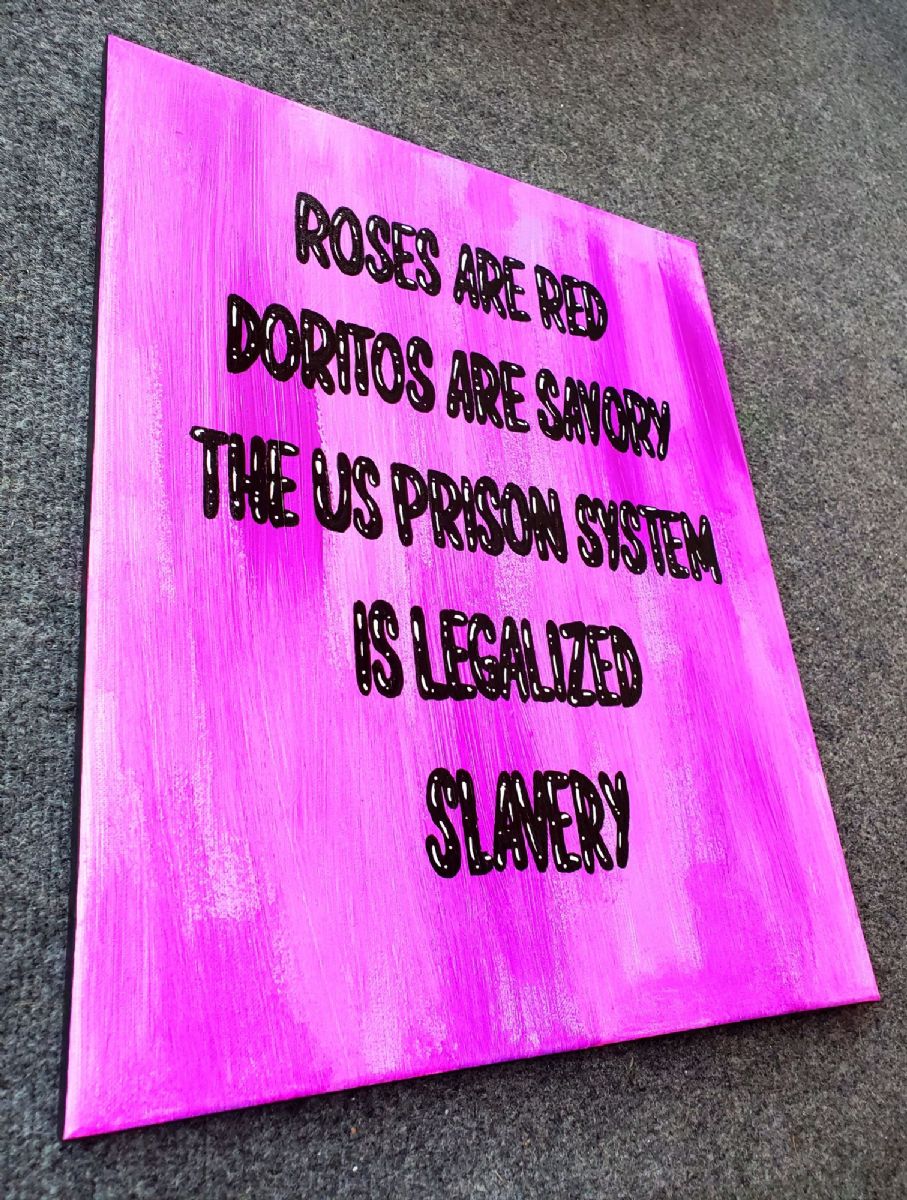 ROSES ARE RED
DORITOS ARE SAVORY
THE US PRISON SYSTEM
IS LEGALIZED
SLAVERY